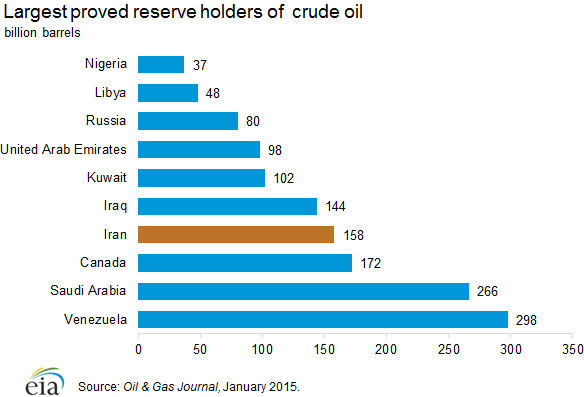 Largest proved reserve holders of crude oil
billion barrels
Nigeria 37
Libya 48
Russia 80
United Arab Emirates 98
Kuwait 102
Iraq 144
Iran 158
Canada 172
Saudi Arabia 266
Venezuela 298
0 50 100 150 200 250 300 350
eia Source: Oil & Gas Journal, January 2015.